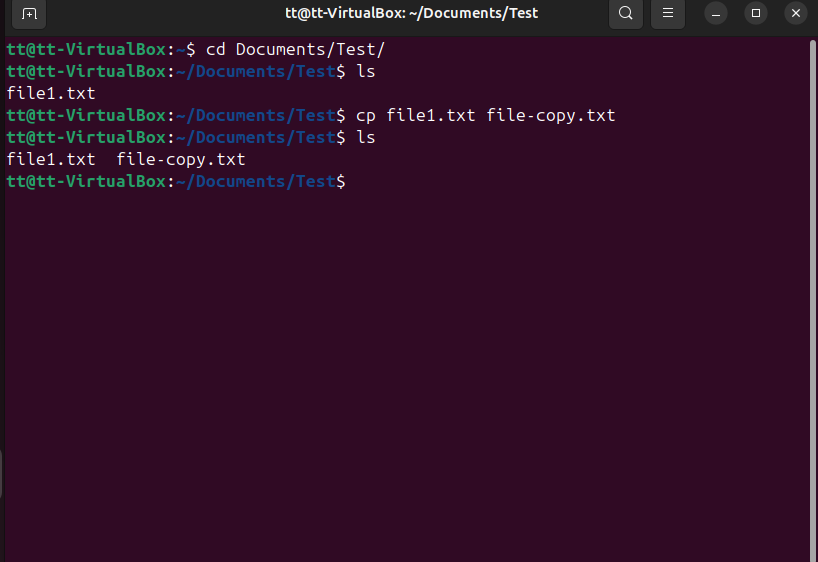 tt@tt-VirtualBox: ~/Documents/Test
tt@tt-VirtualBox:~$ cd Documents/Test/
tt@tt-VirtualBox:~/Documents/Test$ ls
file1.txt
tt@tt-VirtualBox:~/Documents/Test$ cp file1.txt file-copy.txt
tt@tt-VirtualBox:~/Documents/Test$ ls
file1.txt  file-copy.txt
tt@tt-VirtualBox:~/Documents/Test$